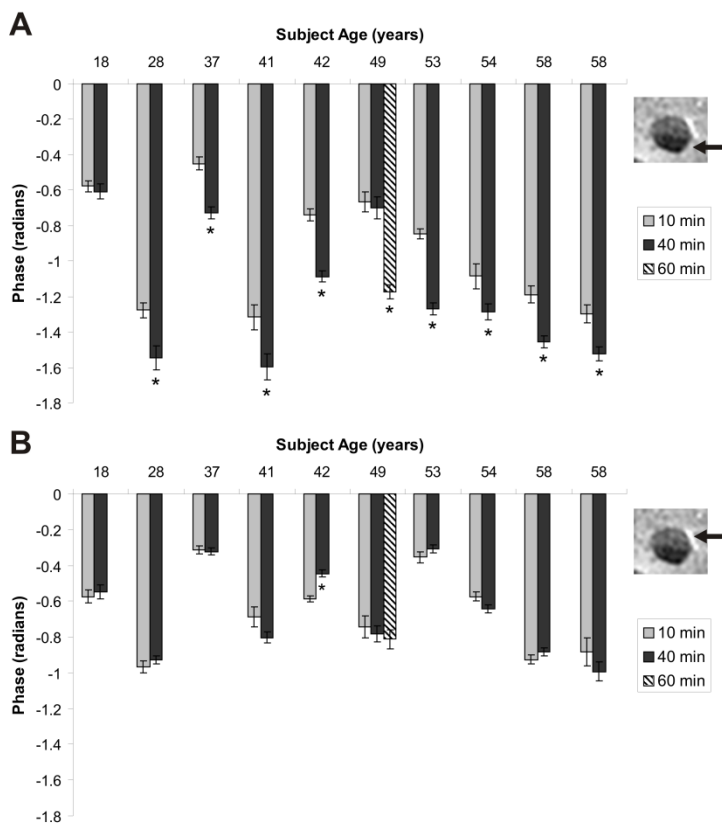 A
Subject Age (years)
18 28 37 41 42 49 53 54 58 58
0
-0.2
-0.4
-0.6
-0.8
-1
-1.2
-1.4
-1.6
-1.8
Phase (radians)
* * * * * * * * *
10 min
40 min
60 min
B
Subject Age (years)
18 28 37 41 42 49 53 54 58 58
0
-0.2
-0.4
-0.6
-0.8
-1
-1.2
-1.4
-1.6
-1.8
Phase (radians)
*
10 min
40 min
60 min